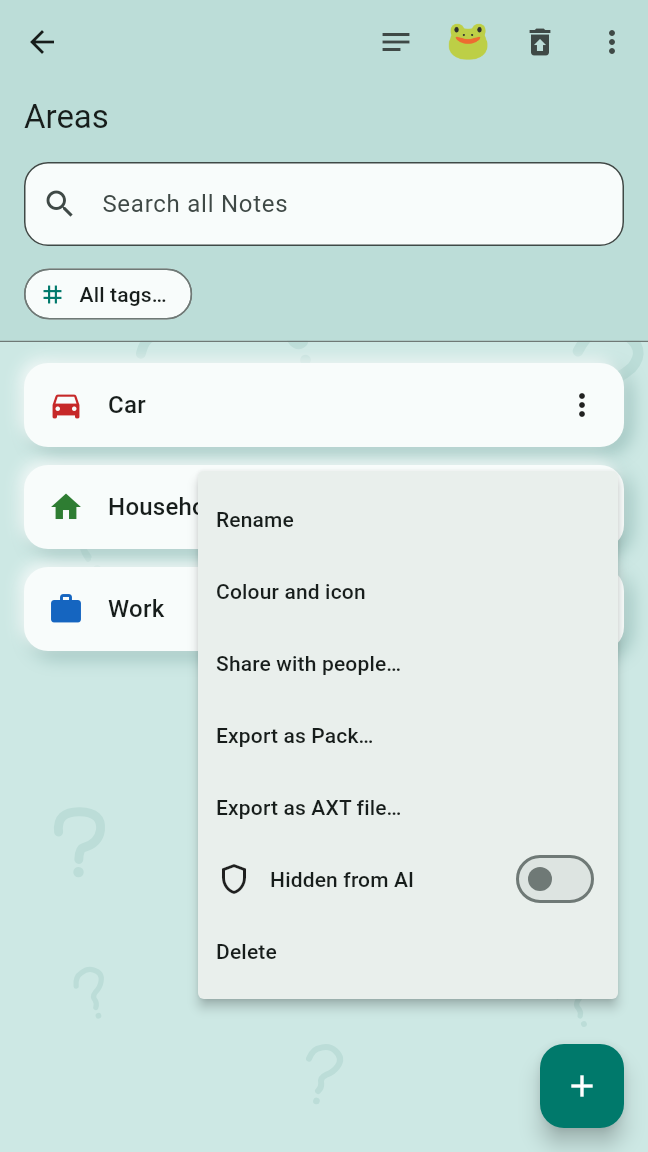 Areas
Search all Notes
All tags…
Car
Househo
Rename
Colour and icon
Work
Share with people…
Export as Pack…
Export as AXT file…
Hidden from AI
Delete